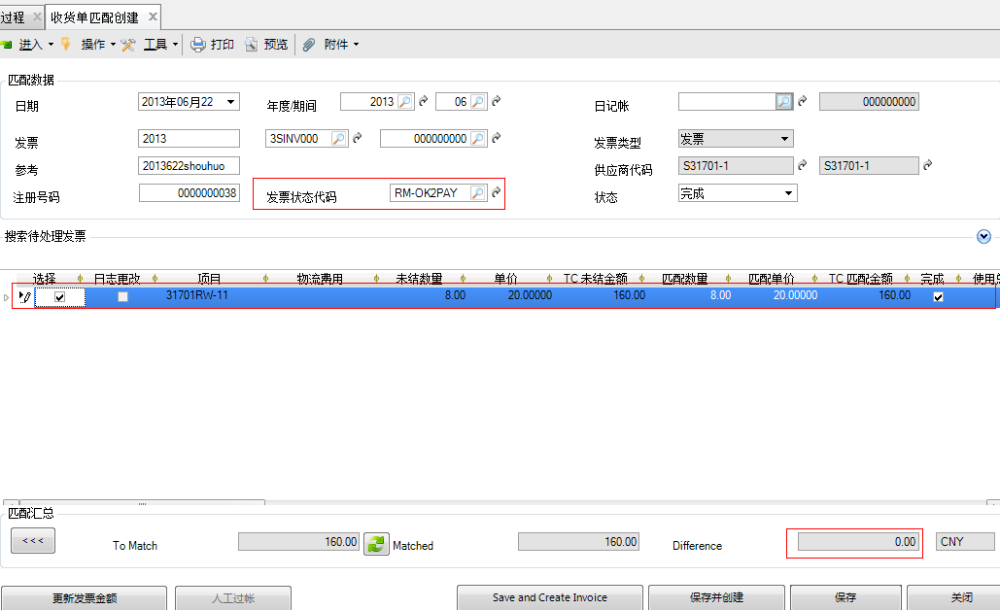 过程 收货单匹配创建
进入 操作 工具 打印 预览 附件
匹配数据
日期 2013年06月22 年度/期间 2013 06 日记帐 000000000
发票 2013 3SINV000 000000000 发票类型 发票
参考 2013622shouhuo 供应商代码 S31701-1 S31701-1
注册号码 0000000038 发票状态代码 RM-OK2PAY 状态 完成
搜索待处理发票
选择 日志更改 项目 物流费用 未结数量 单价 TC 未结金额 匹配数量 匹配单价 TC 匹配金额 完成 使用
31701RW-11 8.00 20.00000 160.00 8.00 20.00000 160.00
匹配汇总
<<< To Match 160.00 Matched 160.00 Difference 0.00 CNY
更新发票金额 人工过帐 Save and Create Invoice 保存并创建 保存 关闭